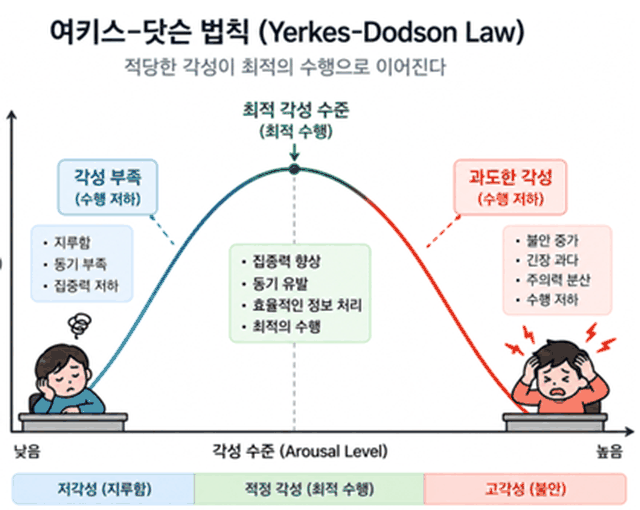 여키스-닷슨 법칙 (Yerkes-Dodson Law)
적당한 각성이 최적의 수행으로 이어진다
최적 각성 수준
(최적 수행)
각성 부족
(수행 저하)
• 지루함
• 동기 부족
• 집중력 저하
• 집중력 향상
• 동기 유발
• 효율적인 정보 처리
• 최적의 수행
과도한 각성
(수행 저하)
• 불안 증가
• 긴장 과다
• 주의력 분산
• 수행 저하
낮음
각성 수준 (Arousal Level)
높음
저각성 (지루함)
적정 각성 (최적 수행)
고각성 (불안)